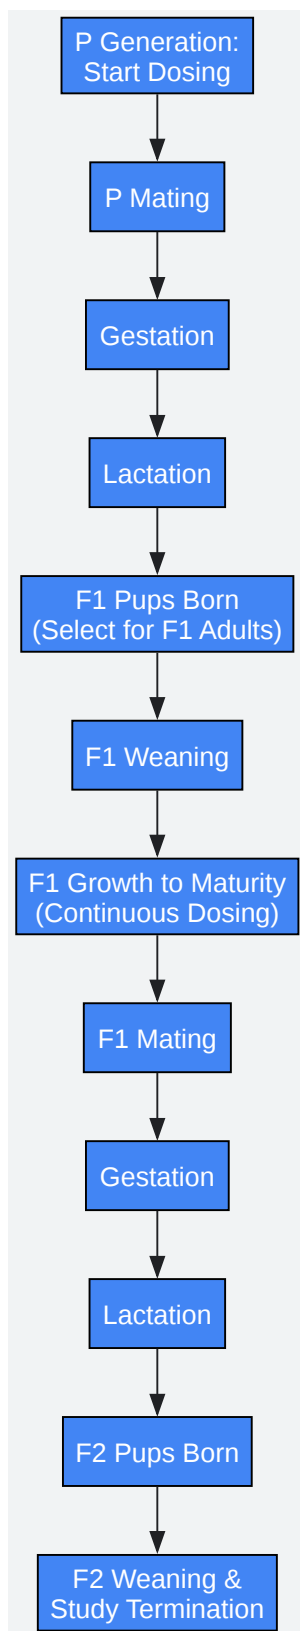 P Generation:
Start Dosing
P Mating
Gestation
Lactation
F1 Pups Born
(Select for F1 Adults)
F1 Weaning
F1 Growth to Maturity
(Continuous Dosing)
F1 Mating
Gestation
Lactation
F2 Pups Born
F2 Weaning &
Study Termination